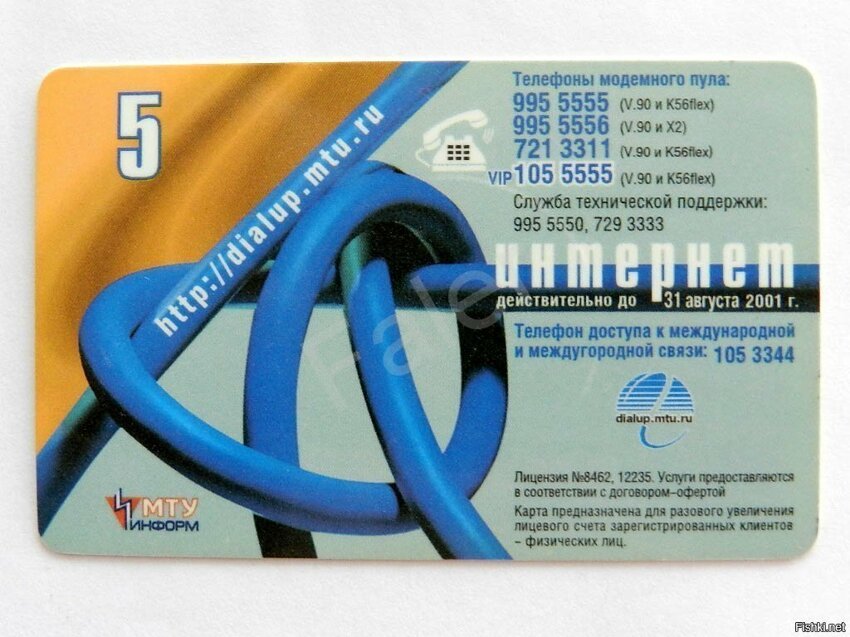 5
http://dialup.mtu.ru
Телефоны модемного пула:
995 5555 (V.90 и K56flex)
995 5556 (V.90 и X2)
721 3311 (V.90 и K56flex)
VIP 105 5555 (V.90 и K56flex)
Служба технической поддержки:
995 5550, 729 3333
интернет
действительно до 31 августа 2001 г.
Телефон доступа к международной
и междугородной связи: 105 3344
dialup.mtu.ru
Лицензия №8462, 12235. Услуги предоставляются
в соответствии с договором-офертой
Карта предназначена для разового увеличения
лицевого счета зарегистрированных клиентов
- физических лиц.
МТУ
ИНФОРМ
Fishki.net